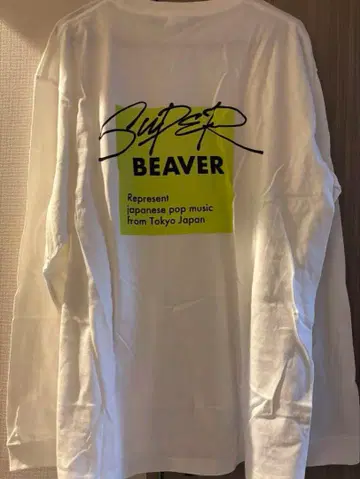 SUPER
BEAVER
Represent
japanese pop music
from Tokyo Japan